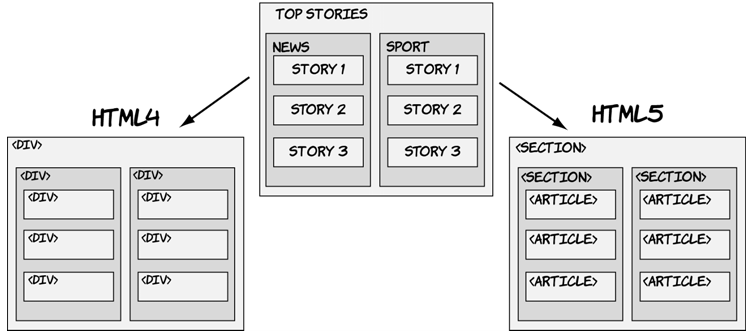 TOP STORIES
NEWS
STORY 1
STORY 2
STORY 3
SPORT
STORY 1
STORY 2
STORY 3
HTML4
<DIV>
<DIV>
<DIV>
<DIV>
<DIV>
<DIV>
<DIV>
<DIV>
<DIV>
HTML5
<SECTION>
<SECTION>
<ARTICLE>
<ARTICLE>
<ARTICLE>
<SECTION>
<ARTICLE>
<ARTICLE>
<ARTICLE>